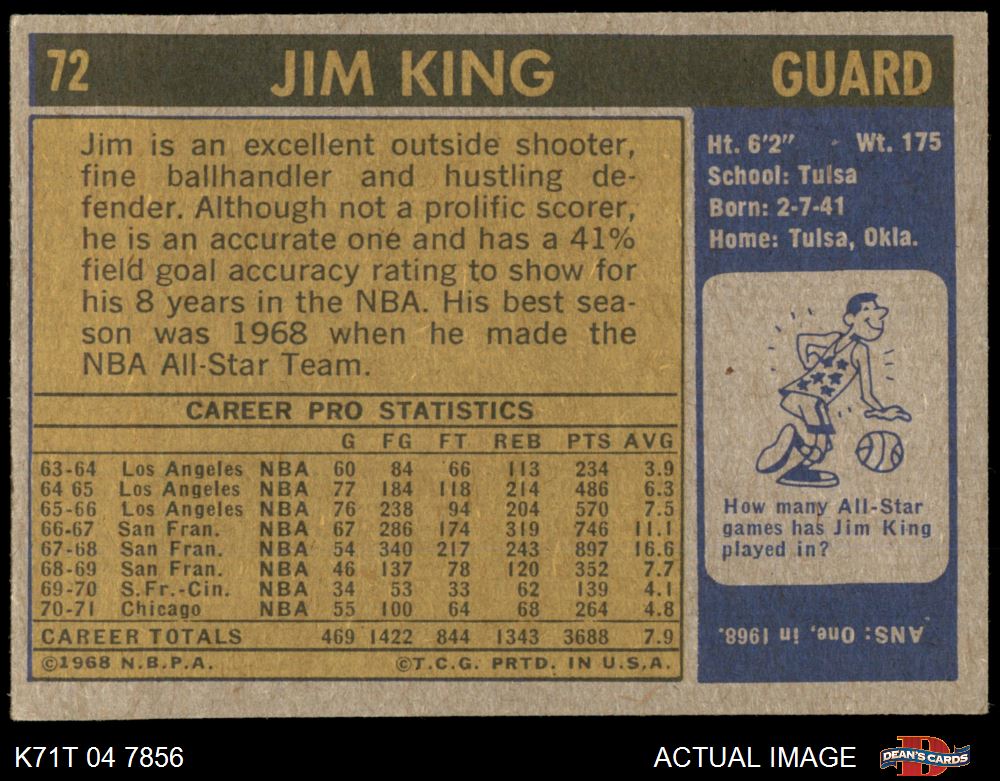 72 JIM KING GUARD
Jim is an excellent outside shooter,
fine ballhandler and hustling de-
fender. Although not a prolific scorer,
he is an accurate one and has a 41%
field goal accuracy rating to show for
his 8 years in the NBA. His best sea-
son was 1968 when he made the
NBA All-Star Team.
CAREER PRO STATISTICS
G FG FT REB PTS AVG
63-64 Los Angeles NBA 60 84 66 113 234 3.9
64 65 Los Angeles NBA 77 184 118 214 486 6.3
65-66 Los Angeles NBA 76 238 94 204 570 7.5
66-67 San Fran. NBA 67 286 174 319 746 11.1
67-68 San Fran. NBA 54 340 217 243 897 16.6
68-69 San Fran. NBA 46 137 78 120 352 7.7
69-70 S.Fr.-Cin. NBA 34 53 33 62 139 4.1
70-71 Chicago NBA 55 100 64 68 264 4.8
CAREER TOTALS 469 1422 844 1343 3688 7.9
©1968 N.B.P.A. ©T.C.G. PRTD. IN U.S.A.
Ht. 6'2" Wt. 175
School: Tulsa
Born: 2-7-41
Home: Tulsa, Okla.
How many All-Star
games has Jim King
played in?
ANS: One, in 1968.
K71T 04 7856 ACTUAL IMAGE DEAN'S CARDS